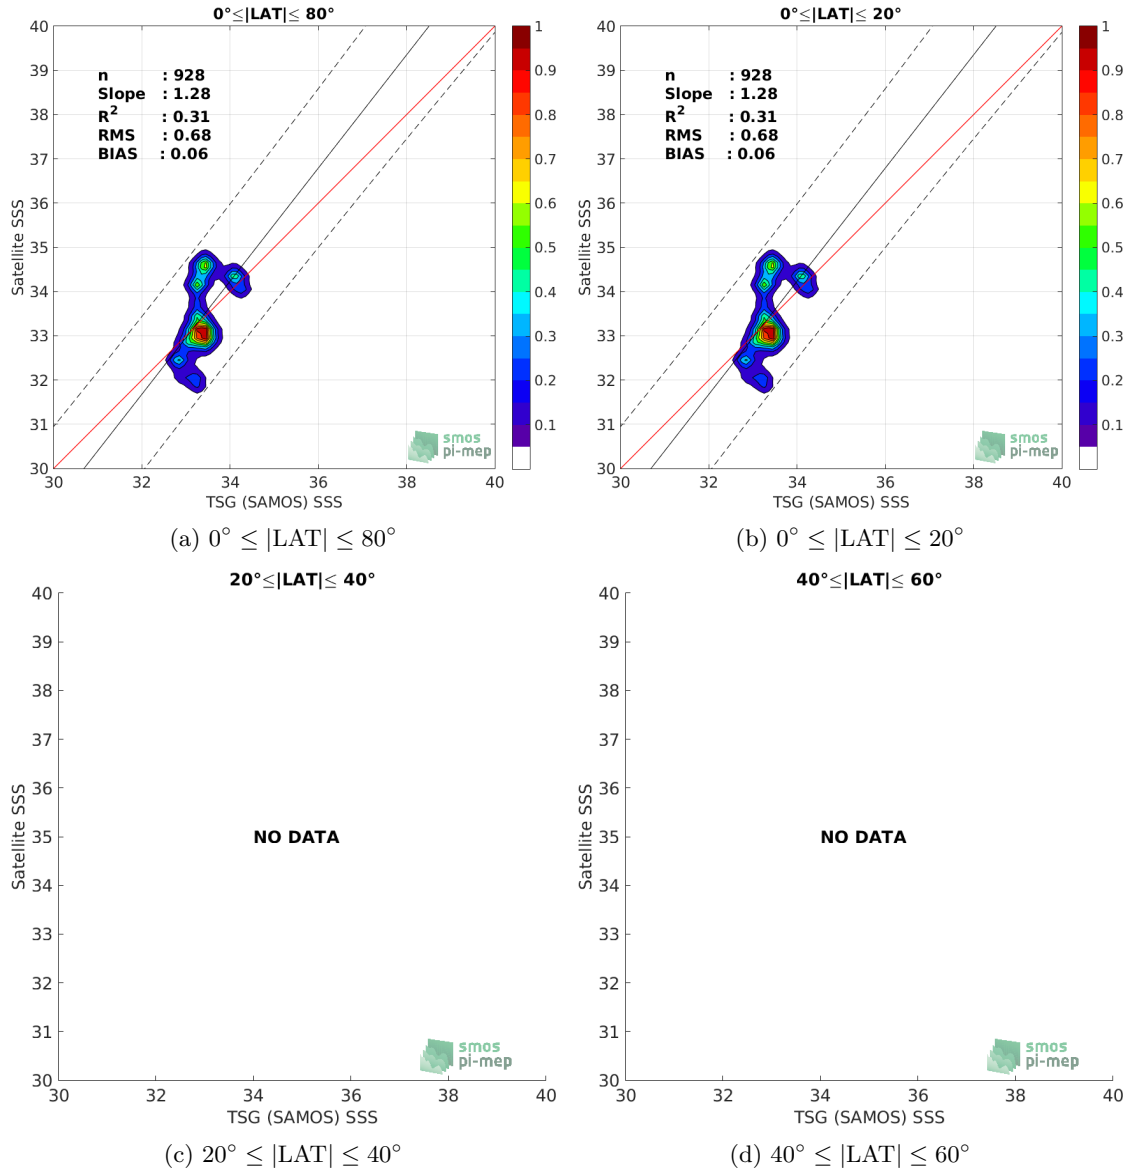 0°≤|LAT|≤ 80°
40
39
38
37
36
35
34
33
32
31
30
Satellite SSS
n : 928
Slope : 1.28
R² : 0.31
RMS : 0.68
BIAS : 0.06
smos
pi-mep
30 32 34 36 38 40
TSG (SAMOS) SSS
1
0.9
0.8
0.7
0.6
0.5
0.4
0.3
0.2
0.1
(a) 0° ≤ |LAT| ≤ 80°
0°≤|LAT|≤ 20°
40
39
38
37
36
35
34
33
32
31
30
Satellite SSS
n : 928
Slope : 1.28
R² : 0.31
RMS : 0.68
BIAS : 0.06
smos
pi-mep
30 32 34 36 38 40
TSG (SAMOS) SSS
1
0.9
0.8
0.7
0.6
0.5
0.4
0.3
0.2
0.1
(b) 0° ≤ |LAT| ≤ 20°
20°≤|LAT|≤ 40°
40
39
38
37
36
35
34
33
32
31
30
Satellite SSS
NO DATA
smos
pi-mep
30 32 34 36 38 40
TSG (SAMOS) SSS
(c) 20° ≤ |LAT| ≤ 40°
40°≤|LAT|≤ 60°
40
39
38
37
36
35
34
33
32
31
30
Satellite SSS
NO DATA
smos
pi-mep
30 32 34 36 38 40
TSG (SAMOS) SSS
(d) 40° ≤ |LAT| ≤ 60°